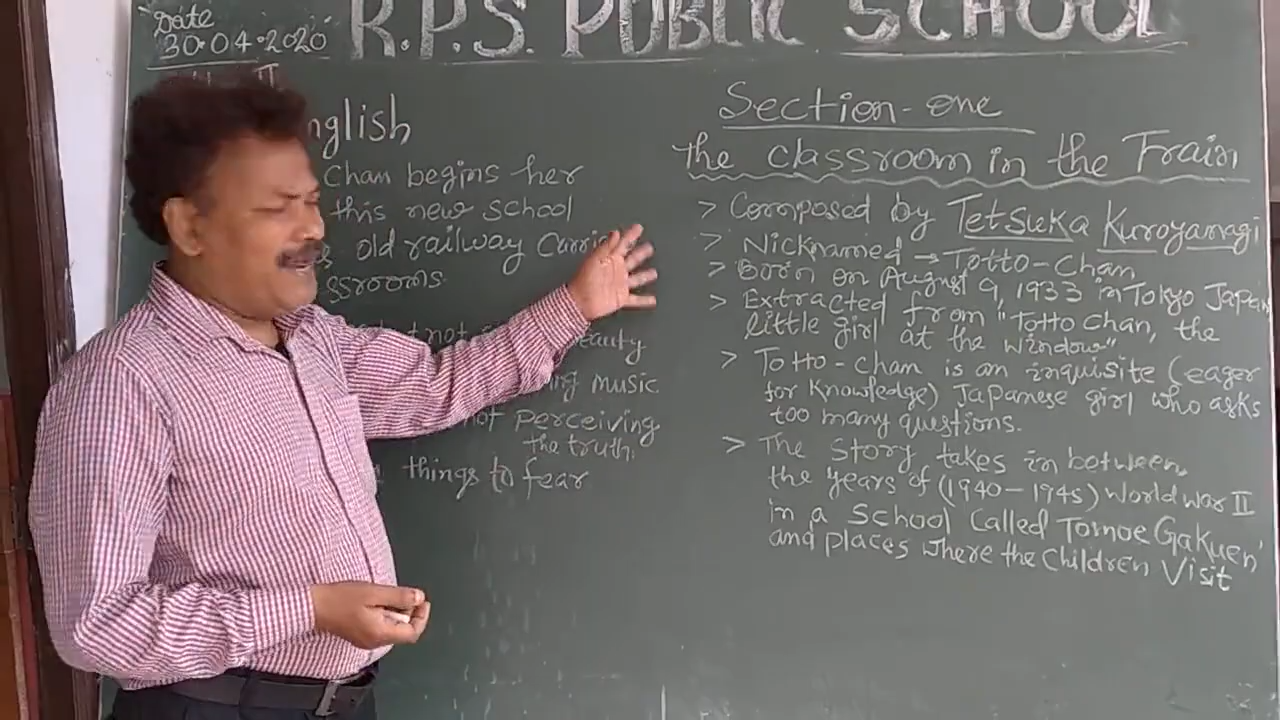 Date
30.04.2020
R.P.S. PUBLIC SCHOOL
II
nglish
Chan begins her
this new school
old railway Carri
ssrooms.
not
eauty
ing music
not perceiving
the truth.
things to fear
Section-one
The classroom in the Train
> Composed by Tetsuka Kuroyanagi
> Nicknamed → Totto-Chan
> Born on August 9, 1933 in Tokyo Japan
> Extracted from "Totto Chan, the
little girl at the window"
> Totto-Chan is an inquisite (eager
for knowledge) Japanese girl who asks
too many questions.
> The Story takes in between
the years of (1940-1945) World War II
in a School Called Tomoe Gakuen
and places where the children Visit